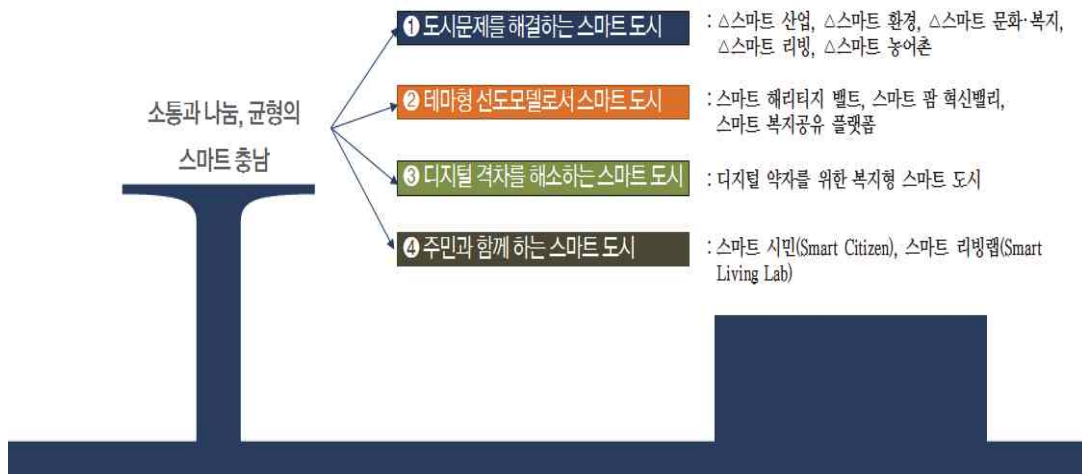 소통과 나눔, 균형의
스마트 충남
❶ 도시문제를 해결하는 스마트 도시
: △스마트 산업, △스마트 환경, △스마트 문화·복지,
△스마트 리빙, △스마트 농어촌
❷ 테마형 선도모델로서 스마트 도시
: 스마트 해리티지 밸트, 스마트 팜 혁신밸리,
스마트 복지공유 플랫폼
❸ 디지털 격차를 해소하는 스마트 도시
: 디지털 약자를 위한 복지형 스마트 도시
❹ 주민과 함께 하는 스마트 도시
: 스마트 시민(Smart Citizen), 스마트 리빙랩(Smart
Living Lab)